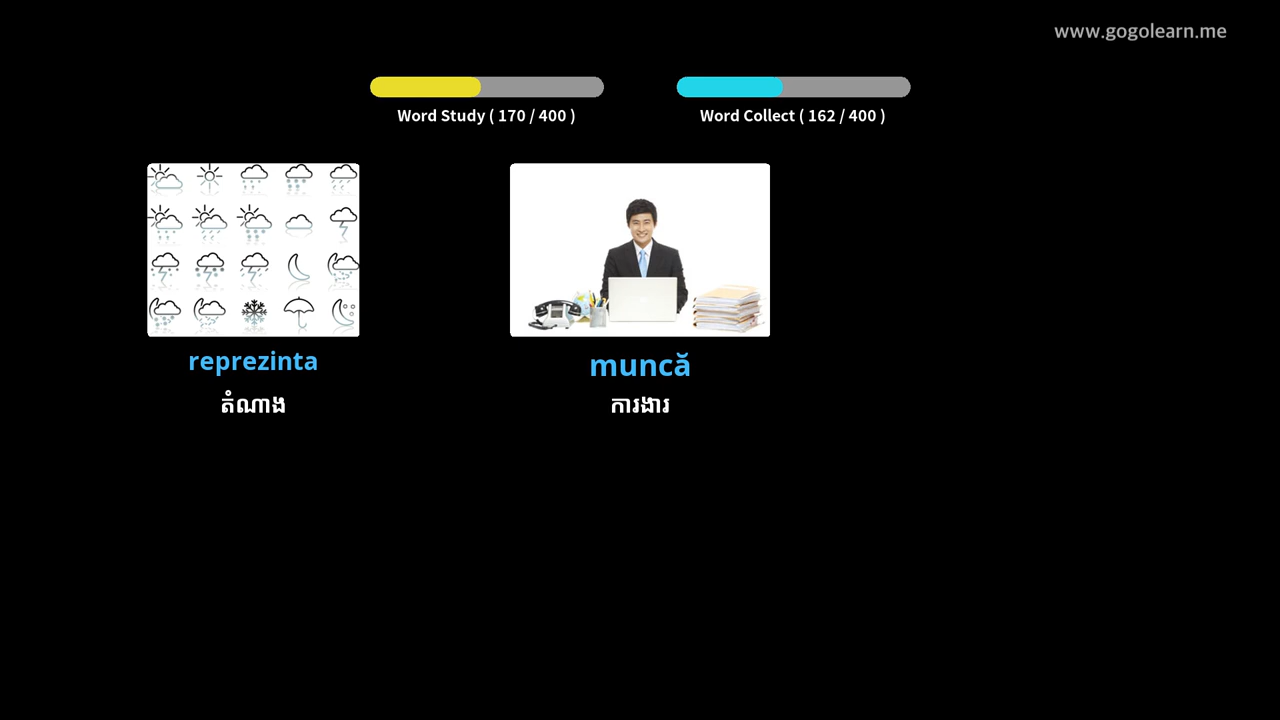 www.gogolearn.me
Word Study ( 170 / 400 )
Word Collect ( 162 / 400 )
reprezinta
តំណាង
muncă
ការងារ